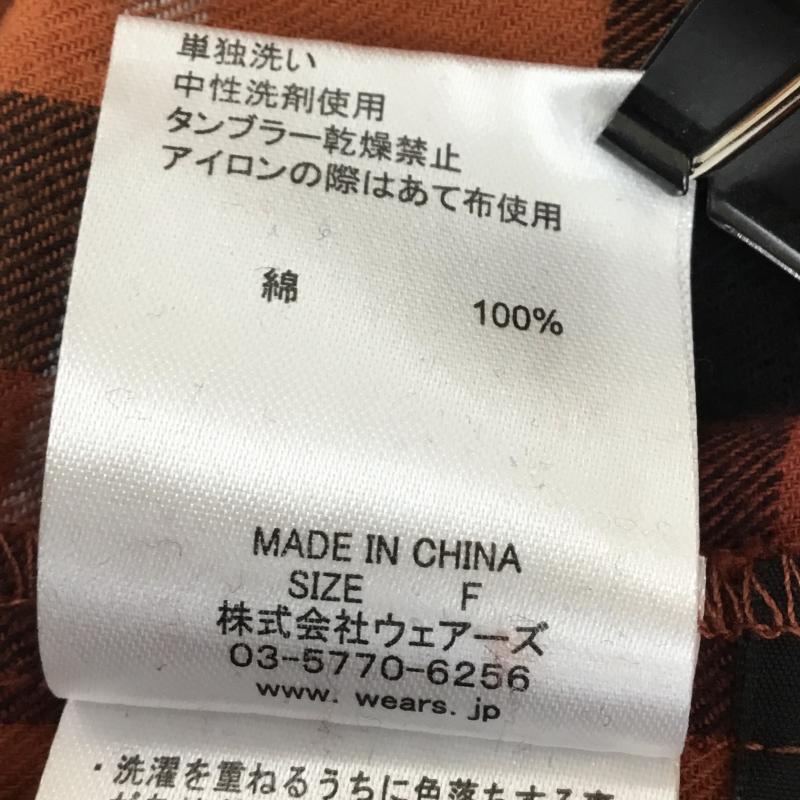 単独洗い
中性洗剤使用
タンブラー乾燥禁止
アイロンの際はあて布使用
綿 100%
MADE IN CHINA
SIZE F
株式会社ウェアーズ
03-5770-6256
www. wears. jp
・洗濯を重ねるうちに色落ちする事